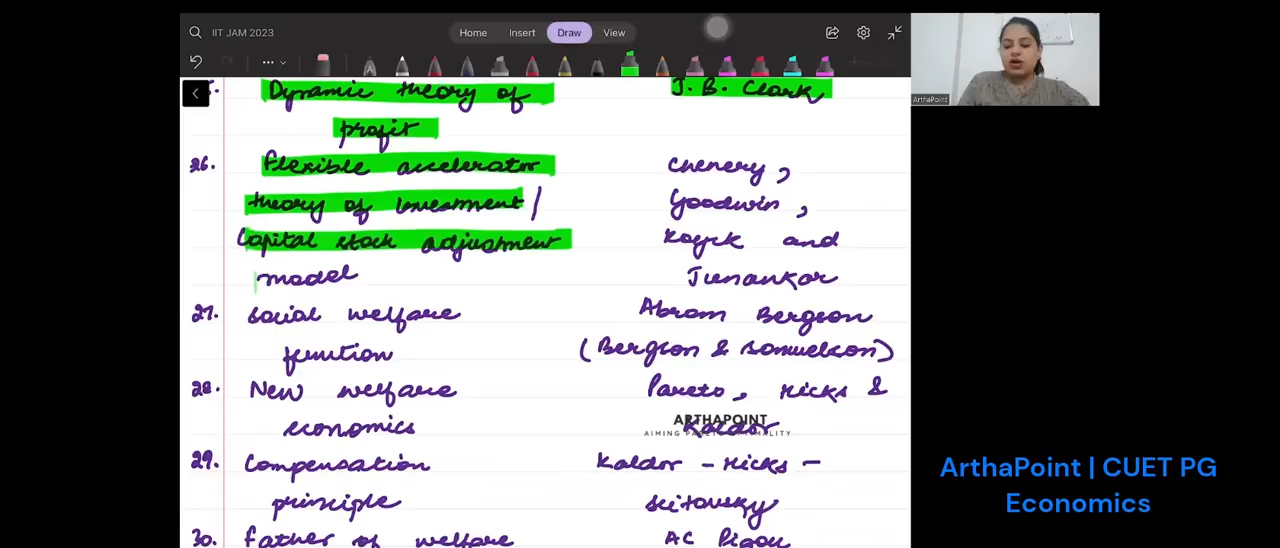 IIT JAM 2023
Home Insert Draw View
Dynamic theory of J. B. Clark
profit
26. Flexible accelerator Chenery,
theory of investment / Goodwin,
Capital stock adjustment Koyck and
model Junankar
27. Social welfare Abram Bergson
function (Bergson & Samuelson)
28. New welfare Pareto, Hicks &
economics Kaldor
ARTHAPOINT
29. Compensation Kaldor - Hicks -
principle Scitovsky
30. Father of welfare AC Pigou
ArthaPoint
ArthaPoint | CUET PG
Economics